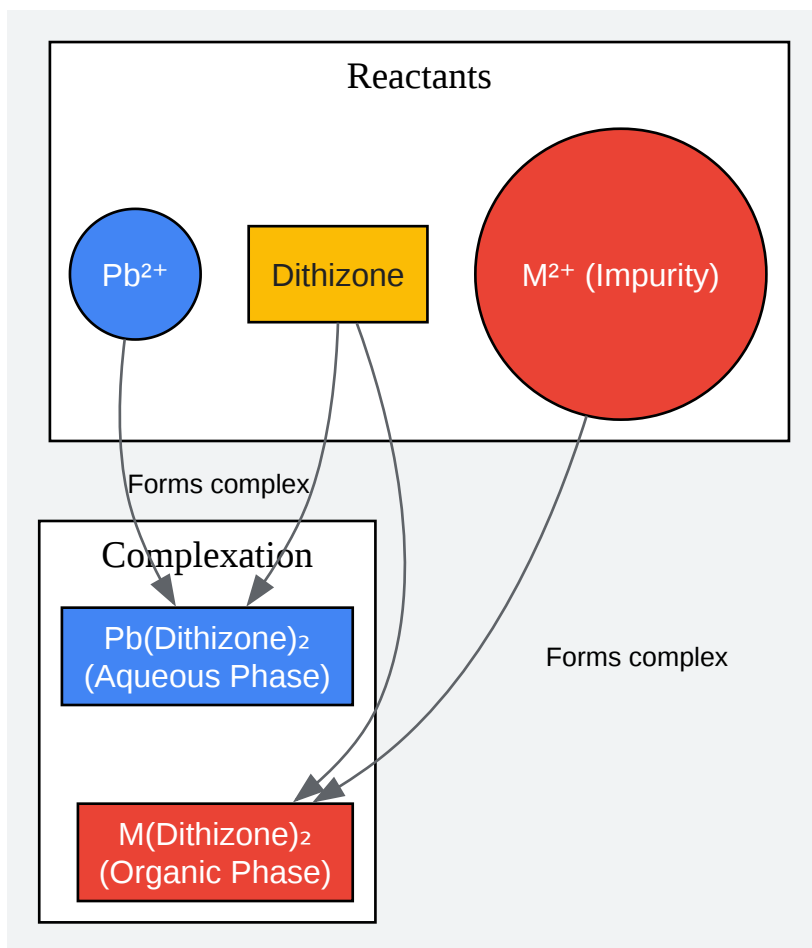 Reactants
Pb²⁺
Dithizone
M²⁺ (Impurity)
Forms complex
Complexation
Pb(Dithizone)₂
(Aqueous Phase)
Forms complex
M(Dithizone)₂
(Organic Phase)